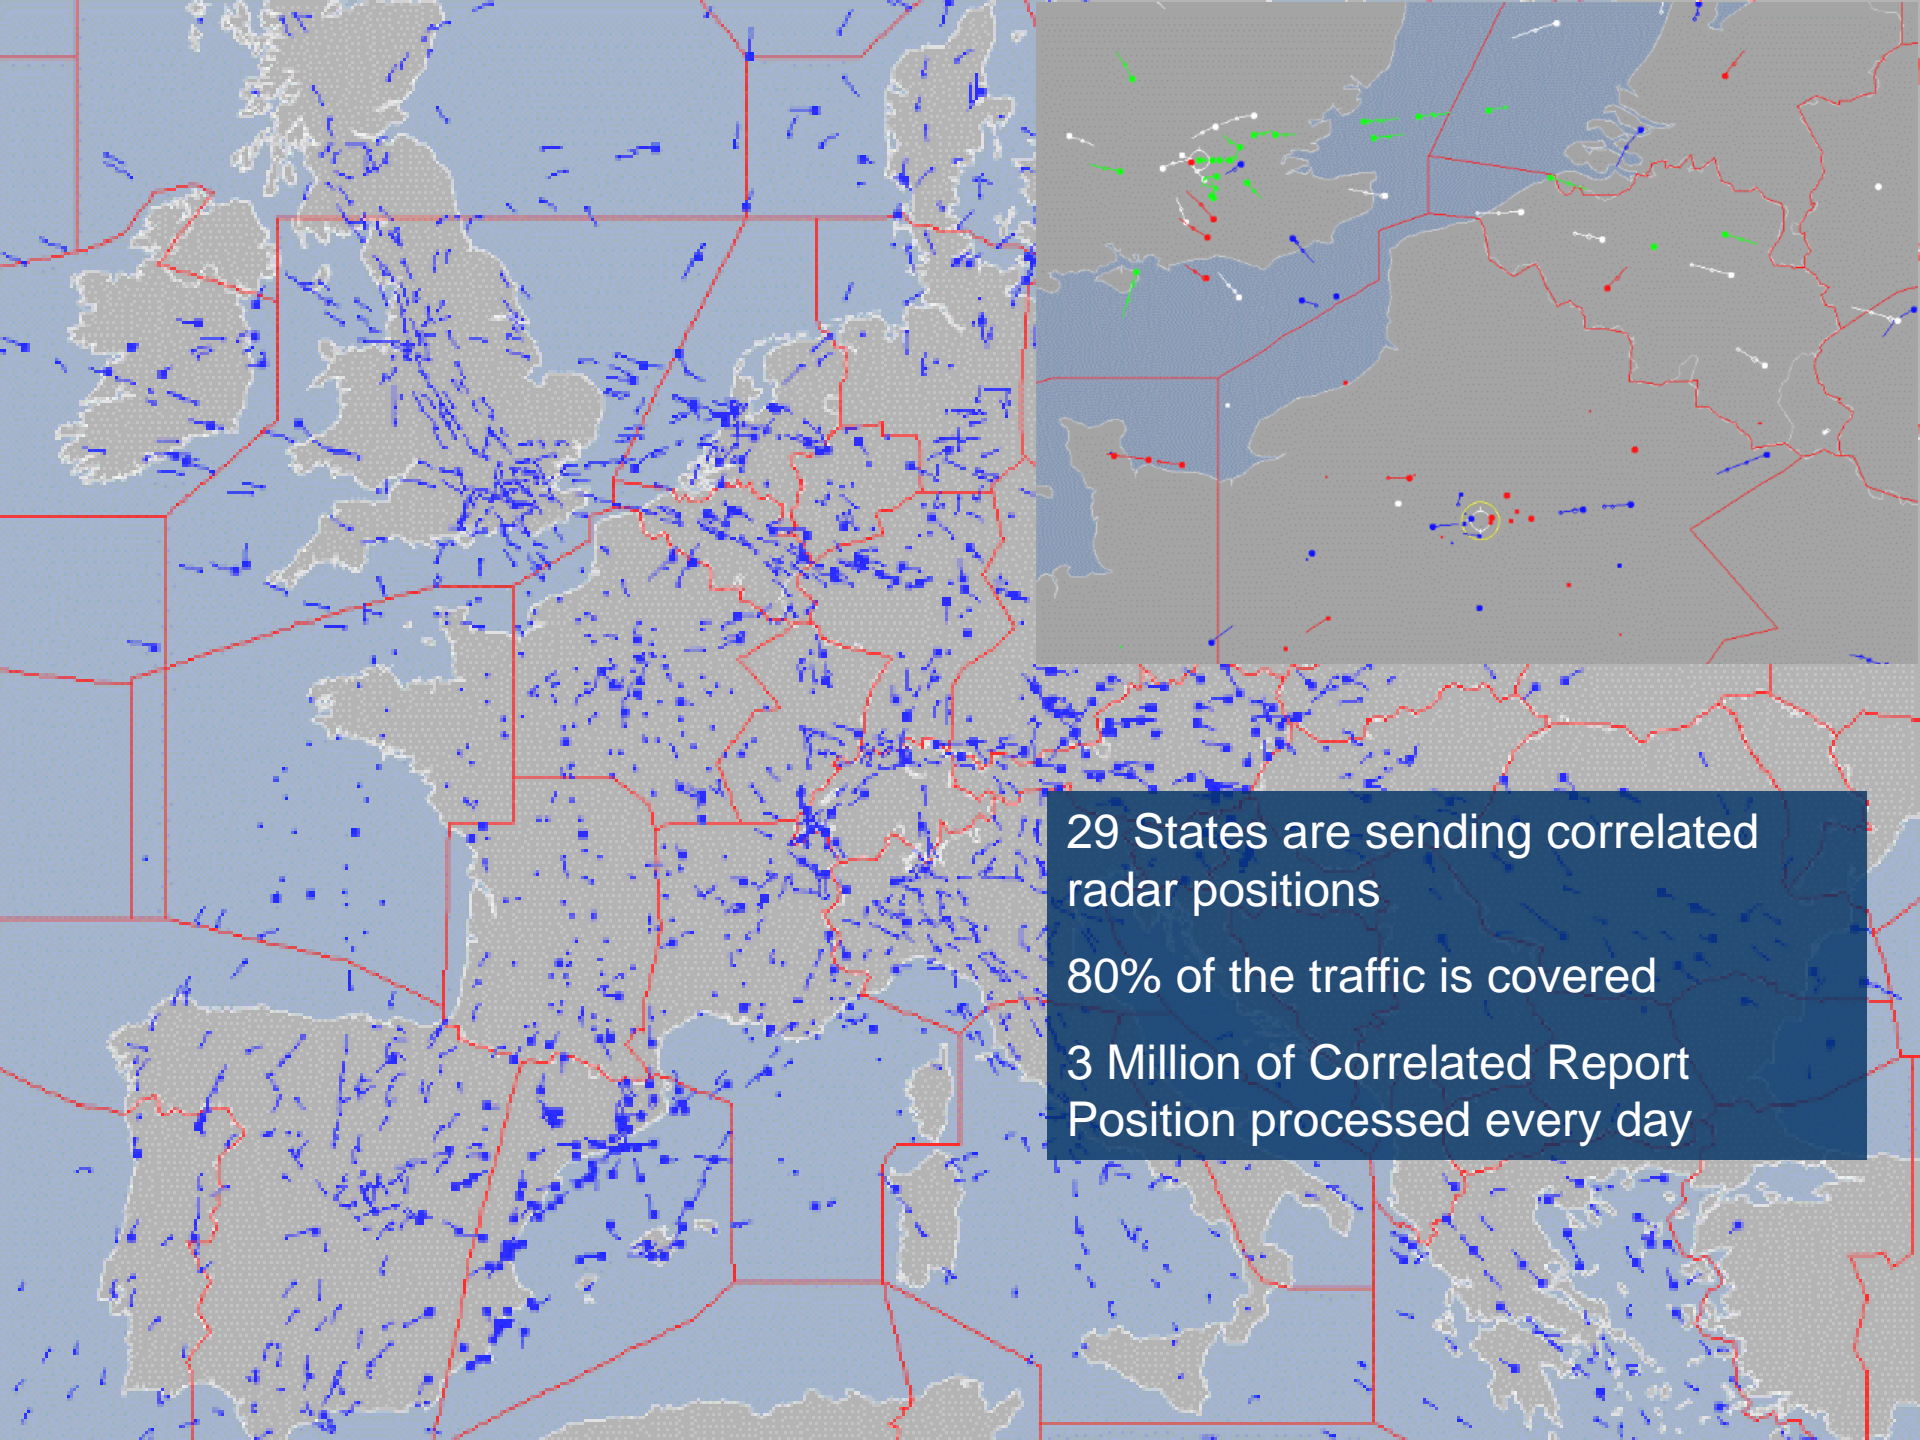 29 States are sending correlated
radar positions
80% of the traffic is covered
3 Million of Correlated Report
Position processed every day